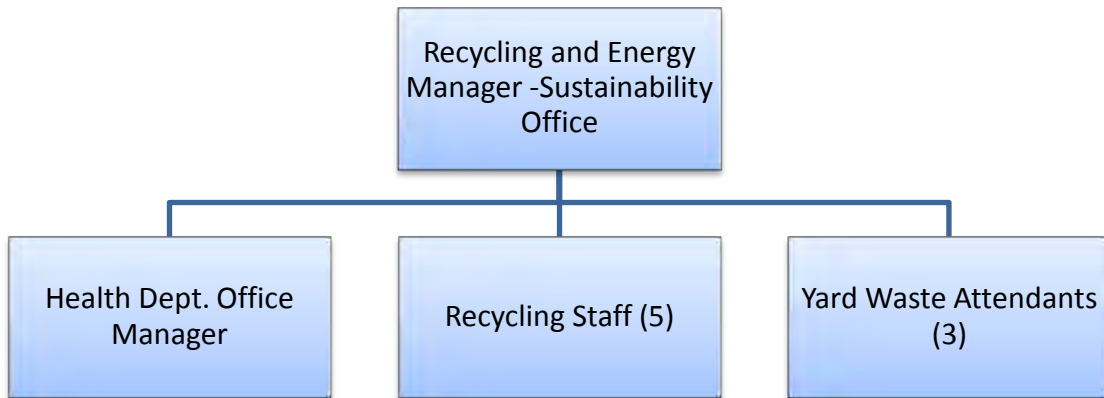 Recycling and Energy
Manager -Sustainability
Office
Health Dept. Office
Manager
Recycling Staff (5)
Yard Waste Attendants
(3)